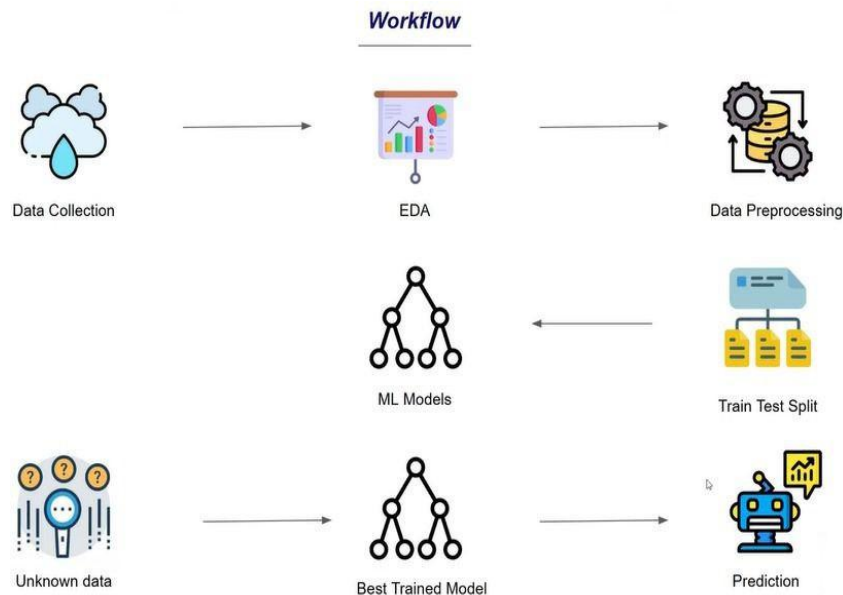 Workflow
Data Collection
EDA
Data Preprocessing
ML Models
Train Test Split
? ? ?
Unknown data
Best Trained Model
Prediction